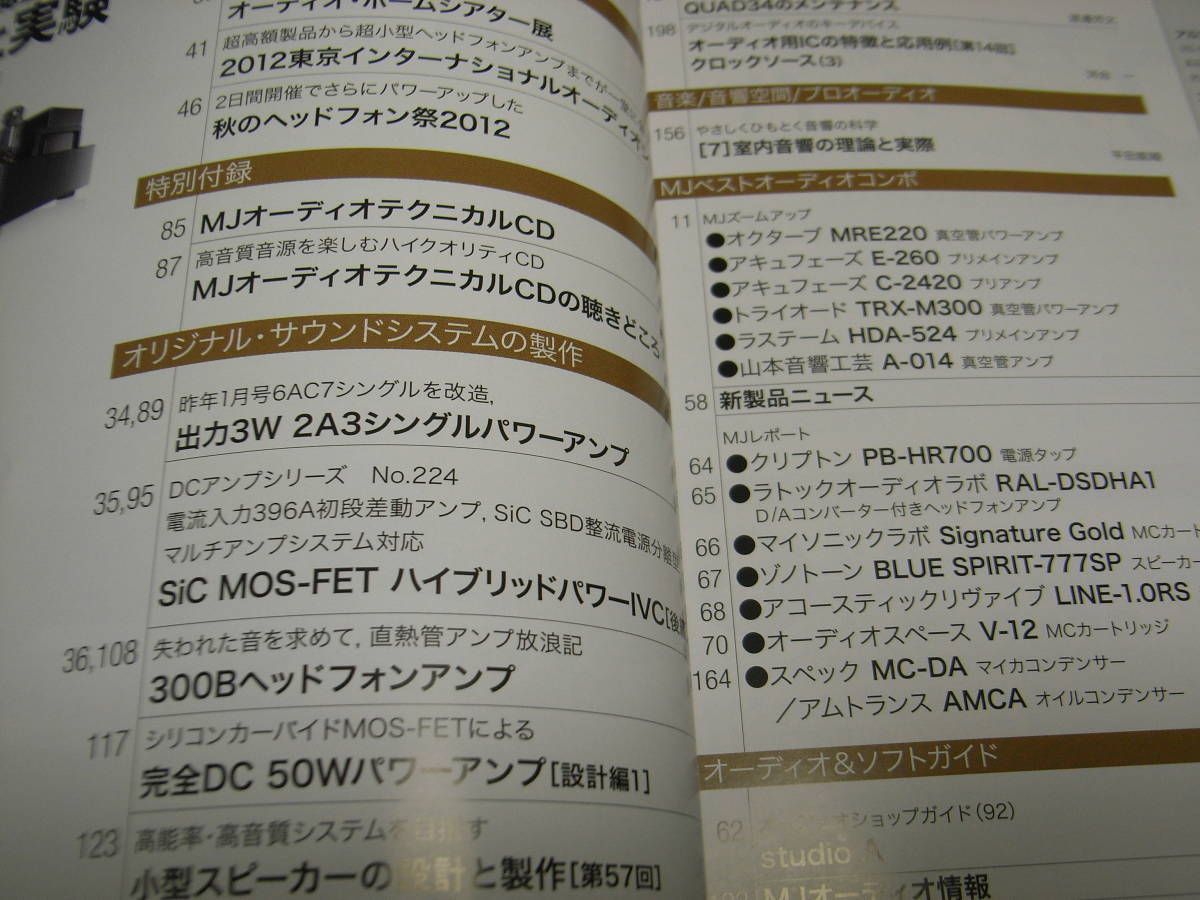 と実験
オーディオ・ホームシアター展
41
超高額製品から超小型ヘッドフォンアンプまでが一堂
2012東京インターナショナルオーディオ
46
2日間開催でさらにパワーアップした
秋のヘッドフォン祭2012
特別付録
85 MJオーディオテクニカルCD
87 高音質音源を楽しむハイクオリティCD
MJオーディオテクニカルCDの聴きどころ
オリジナル・サウンドシステムの製作
34,89 昨年1月号6AC7シングルを改造,
出力3W 2A3シングルパワーアンプ
35,95 DCアンプシリーズ No.224
電流入力396A初段差動アンプ, SiC SBD整流電源分離型
マルチアンプシステム対応
SiC MOS-FET ハイブリッドパワーIVC[後
36,108 失われた音を求めて, 直熱管アンプ放浪記
300Bヘッドフォンアンプ
117 シリコンカーバイドMOS-FETによる
完全DC 50Wパワーアンプ[設計編1]
123 高能率・高音質システムを目指す
小型スピーカーの設計と製作[第57回]
QUAD34のメンテナンス
198 デジタルオーディオのキーデバイス
オーディオ用ICの特徴と応用例[第14回]
クロックソース(3)
音楽/音響空間/プロオーディオ
156 やさしくひもとく音響の科学
[7]室内音響の理論と実際
MJベストオーディオコンポ
11 MJズームアップ
●オクターブ MRE220 真空管パワーアンプ
●アキュフェーズ E-260 プリメインアンプ
●アキュフェーズ C-2420 プリアンプ
●トライオード TRX-M300 真空管パワーアンプ
●ラステーム HDA-524 プリメインアンプ
●山本音響工芸 A-014 真空管アンプ
58 新製品ニュース
MJレポート
64 ●クリプトン PB-HR700 電源タップ
65 ●ラトックオーディオラボ RAL-DSDHA1
D/Aコンバーター付きヘッドフォンアンプ
66 ●マイソニックラボ Signature Gold MCカート
67 ●ゾノトーン BLUE SPIRIT-777SP スピーカー
68 ●アコースティックリヴァイブ LINE-1.0RS
70 ●オーディオスペース V-12 MCカートリッジ
164 ●スペック MC-DA マイカコンデンサー
/アムトランス AMCA オイルコンデンサー
オーディオ&ソフトガイド
62 オーディオショップガイド(92)
studio A
MJオーディオ情報